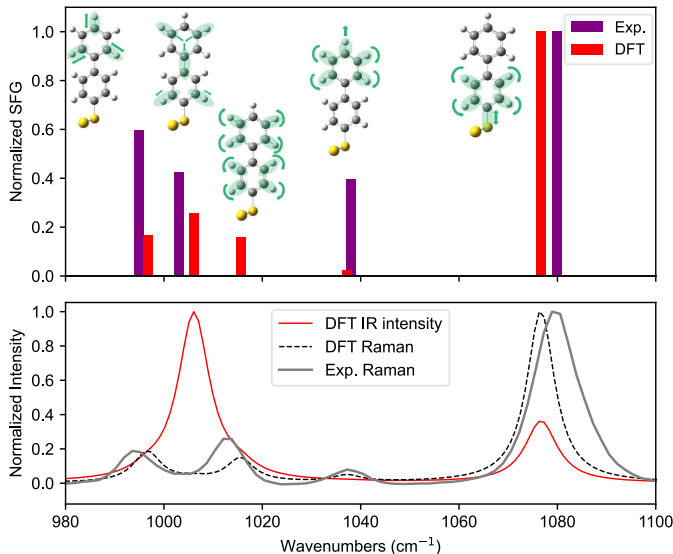 1.0
0.8
0.6
0.4
0.2
0.0
Normalized SFG
Exp.
DFT
1.0
0.8
0.6
0.4
0.2
0.0
Normalized Intensity
DFT IR intensity
DFT Raman
Exp. Raman
980 1000 1020 1040 1060 1080 1100
Wavenumbers (cm⁻¹)